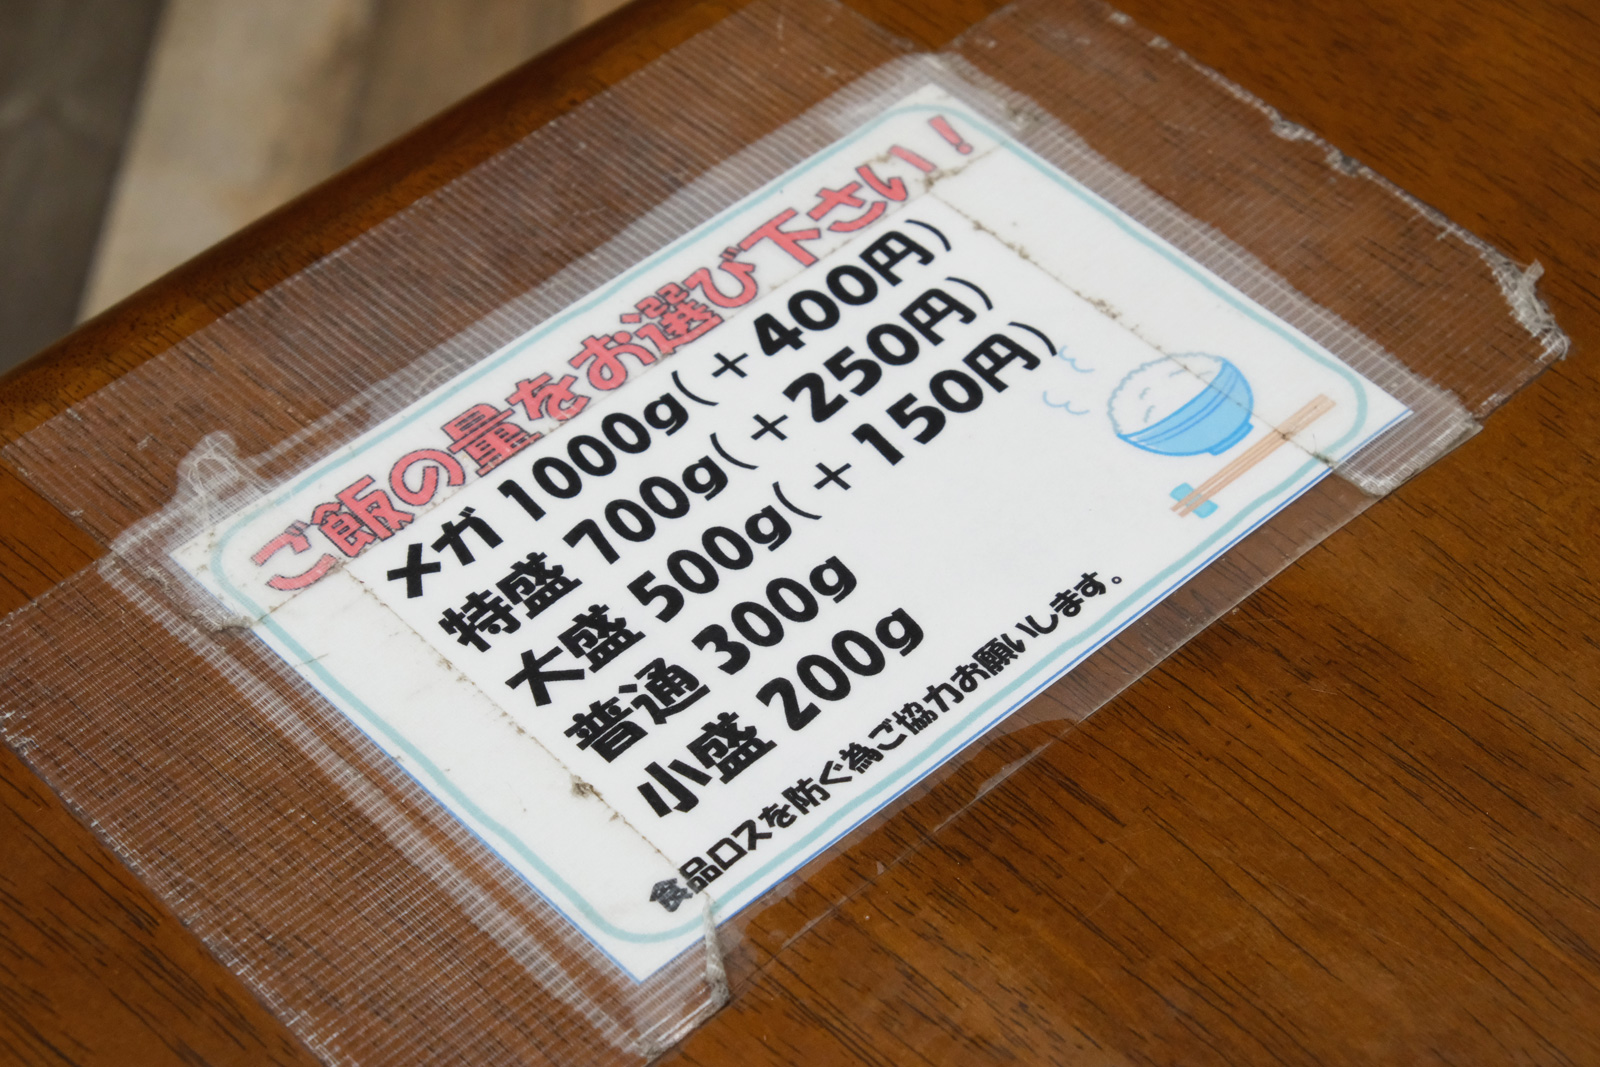 ご飯の量をお選び下さい！
メガ 1000g(＋400円)
特盛 700g(＋250円)
大盛 500g(＋150円)
普通 300g
小盛 200g
食品ロスを防ぐ為ご協力お願いします。